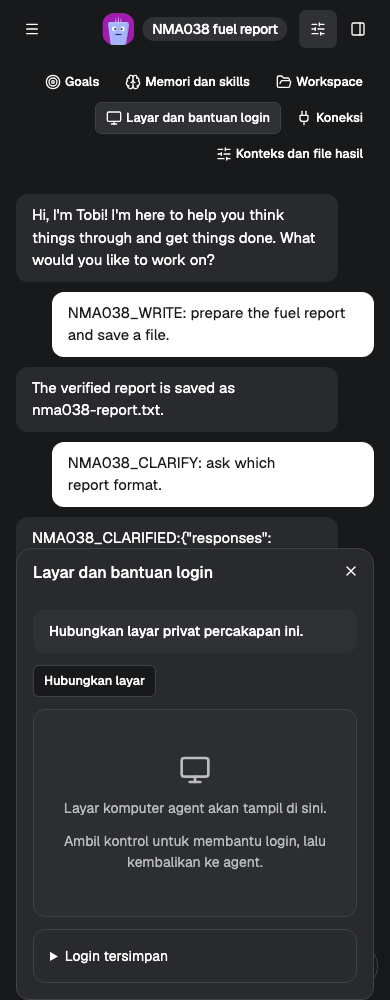 NMA038 fuel report
Goals
Memori dan skills
Workspace
Layar dan bantuan login
Koneksi
Konteks dan file hasil
Hi, I'm Tobi! I'm here to help you think
things through and get things done. What
would you like to work on?
NMA038_WRITE: prepare the fuel report
and save a file.
The verified report is saved as
nma038-report.txt.
NMA038_CLARIFY: ask which
report format.
NMA038_CLARIFIED:{"responses":
Layar dan bantuan login
Hubungkan layar privat percakapan ini.
Hubungkan layar
Layar komputer agent akan tampil di sini.
Ambil kontrol untuk membantu login, lalu
kembalikan ke agent.
Login tersimpan